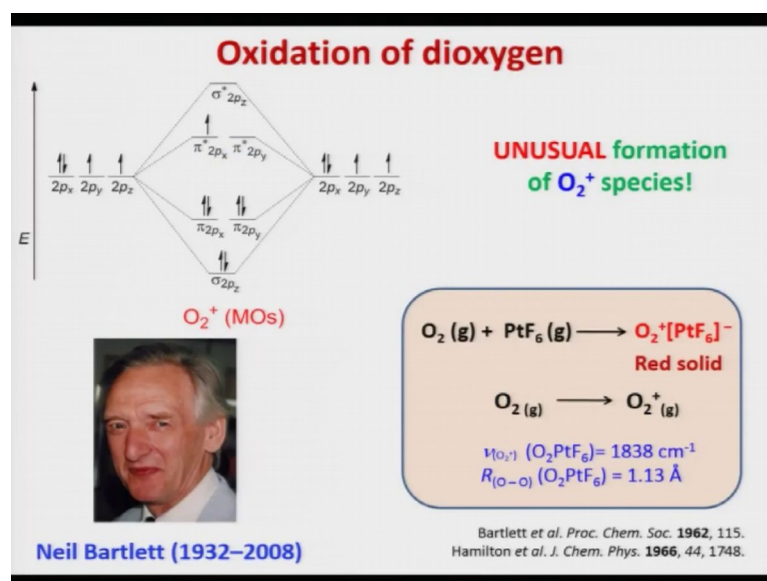 Oxidation of dioxygen
σ*2pz
π*2px π*2py
2px 2py 2pz
2px 2py 2pz
π2px π2py
σ2pz
E
O₂⁺ (MOs)
UNUSUAL formation
of O₂⁺ species!
O₂ (g) + PtF₆ (g) ⟶ O₂⁺[PtF₆]⁻
Red solid
O₂ (g) ⟶ O₂⁺(g)
ν(O₂⁺) (O₂PtF₆)= 1838 cm⁻¹
R(O–O) (O₂PtF₆) = 1.13 Å
Neil Bartlett (1932–2008)
Bartlett et al. Proc. Chem. Soc. 1962, 115.
Hamilton et al. J. Chem. Phys. 1966, 44, 1748.